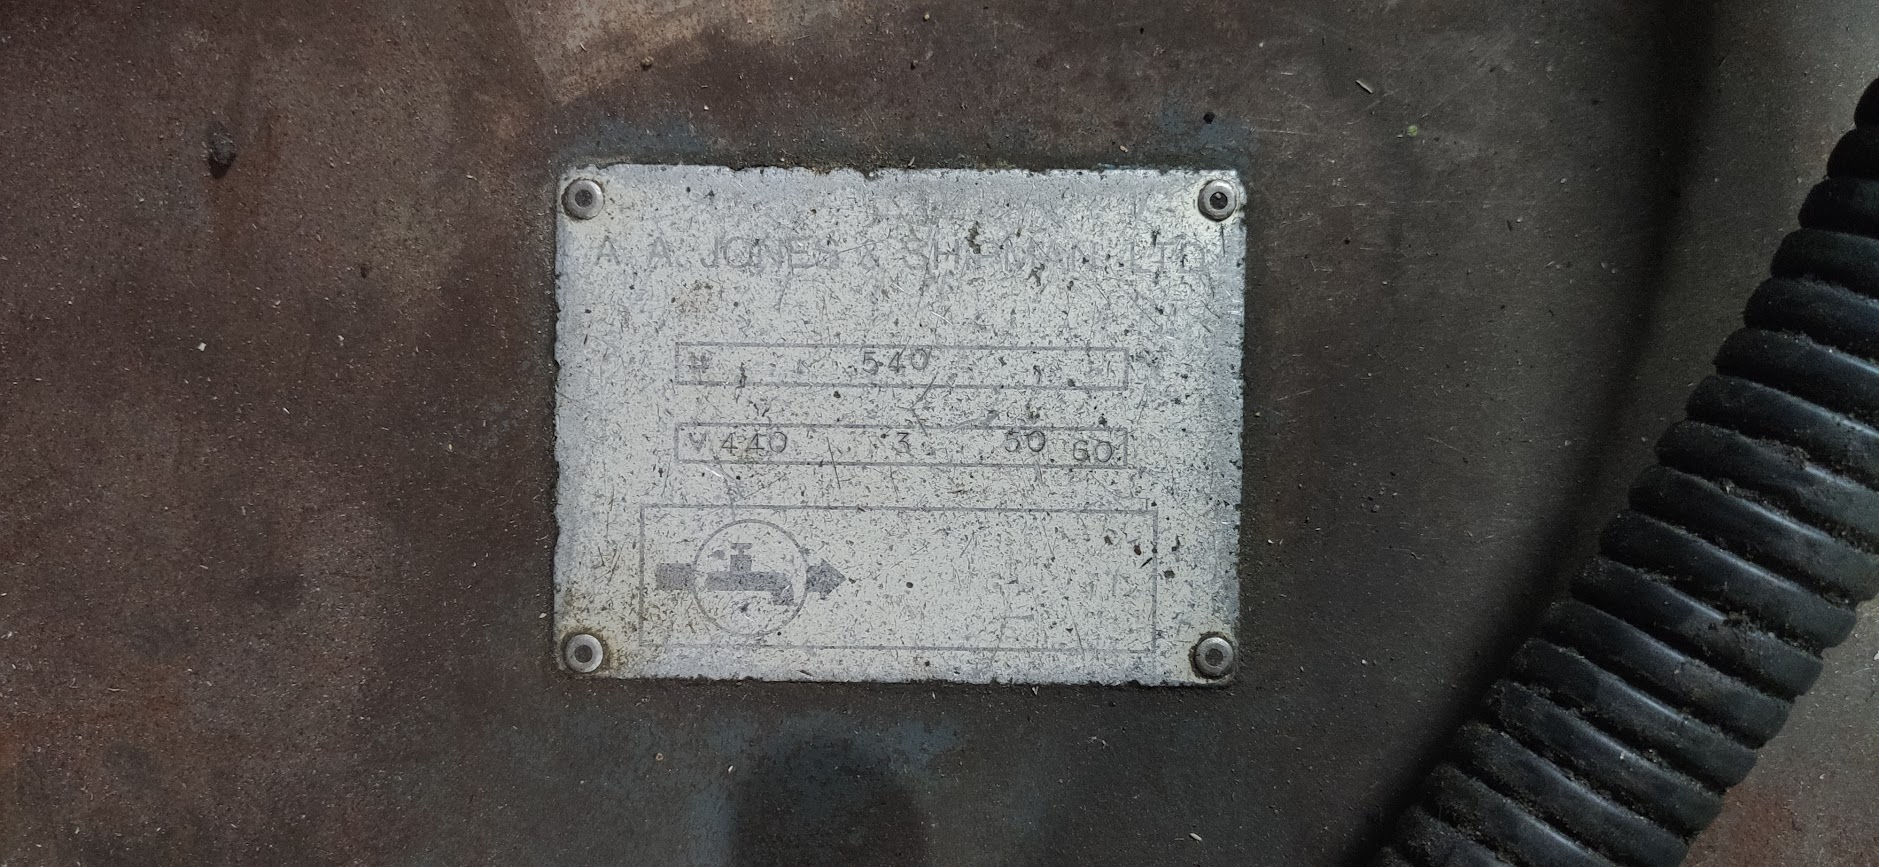 A. A. JONES & SHIPMAN LTD.
540
V 440 3 50 60